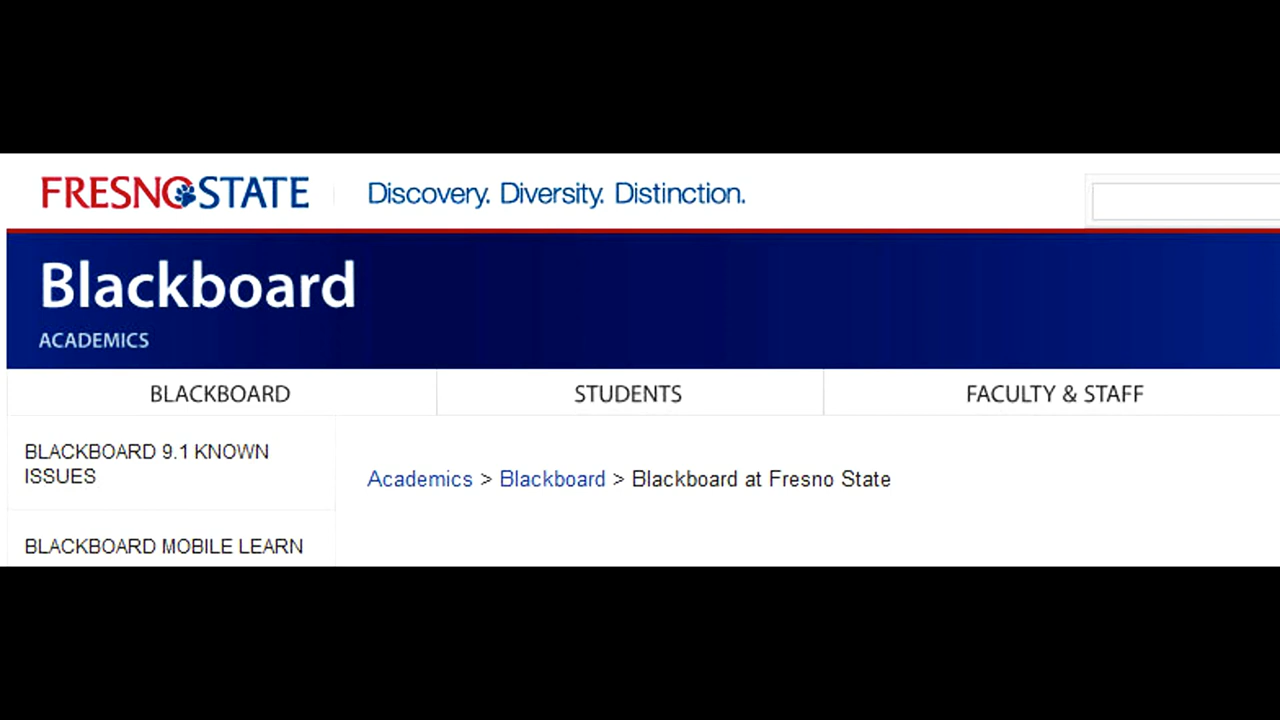 FRESNO STATE
Discovery. Diversity. Distinction.
Blackboard
ACADEMICS
BLACKBOARD
STUDENTS
FACULTY & STAFF
BLACKBOARD 9.1 KNOWN
ISSUES
Academics > Blackboard > Blackboard at Fresno State
BLACKBOARD MOBILE LEARN